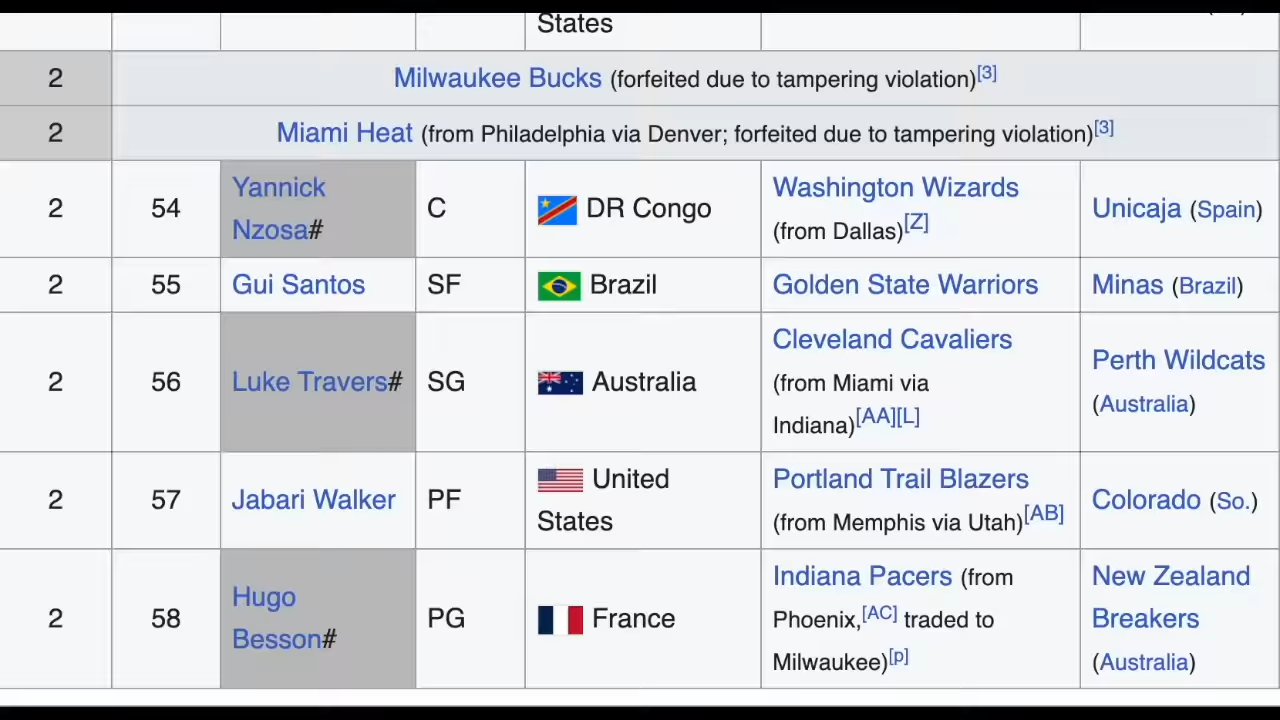 States
2 Milwaukee Bucks (forfeited due to tampering violation)[3]
2 Miami Heat (from Philadelphia via Denver; forfeited due to tampering violation)[3]
2 54 Yannick Nzosa# C DR Congo Washington Wizards (from Dallas)[Z] Unicaja (Spain)
2 55 Gui Santos SF Brazil Golden State Warriors Minas (Brazil)
2 56 Luke Travers# SG Australia Cleveland Cavaliers (from Miami via Indiana)[AA][L] Perth Wildcats (Australia)
2 57 Jabari Walker PF United States Portland Trail Blazers (from Memphis via Utah)[AB] Colorado (So.)
2 58 Hugo Besson# PG France Indiana Pacers (from Phoenix,[AC] traded to Milwaukee)[p] New Zealand Breakers (Australia)